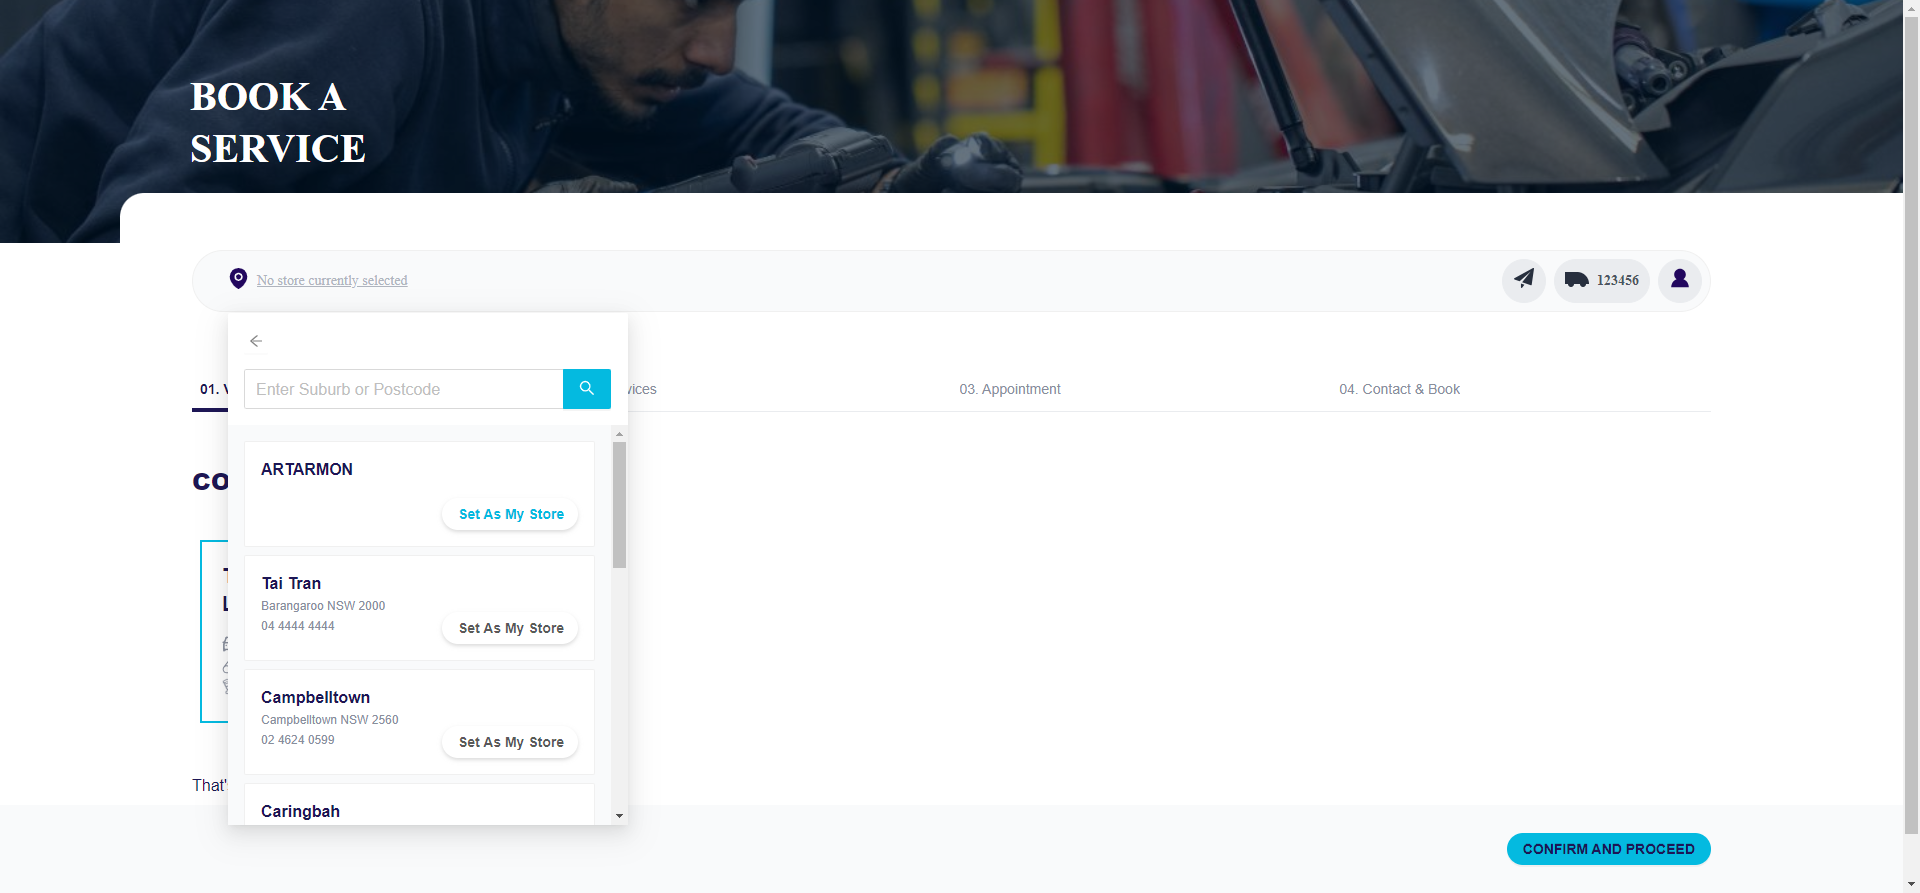 BOOK A
SERVICE
No store currently selected
123456
01. V
vices
03. Appointment
04. Contact & Book
Enter Suburb or Postcode
CO
ARTARMON
Set As My Store
Tai Tran
Barangaroo NSW 2000
04 4444 4444
Set As My Store
Campbelltown
Campbelltown NSW 2560
02 4624 0599
Set As My Store
That'
Caringbah
CONFIRM AND PROCEED